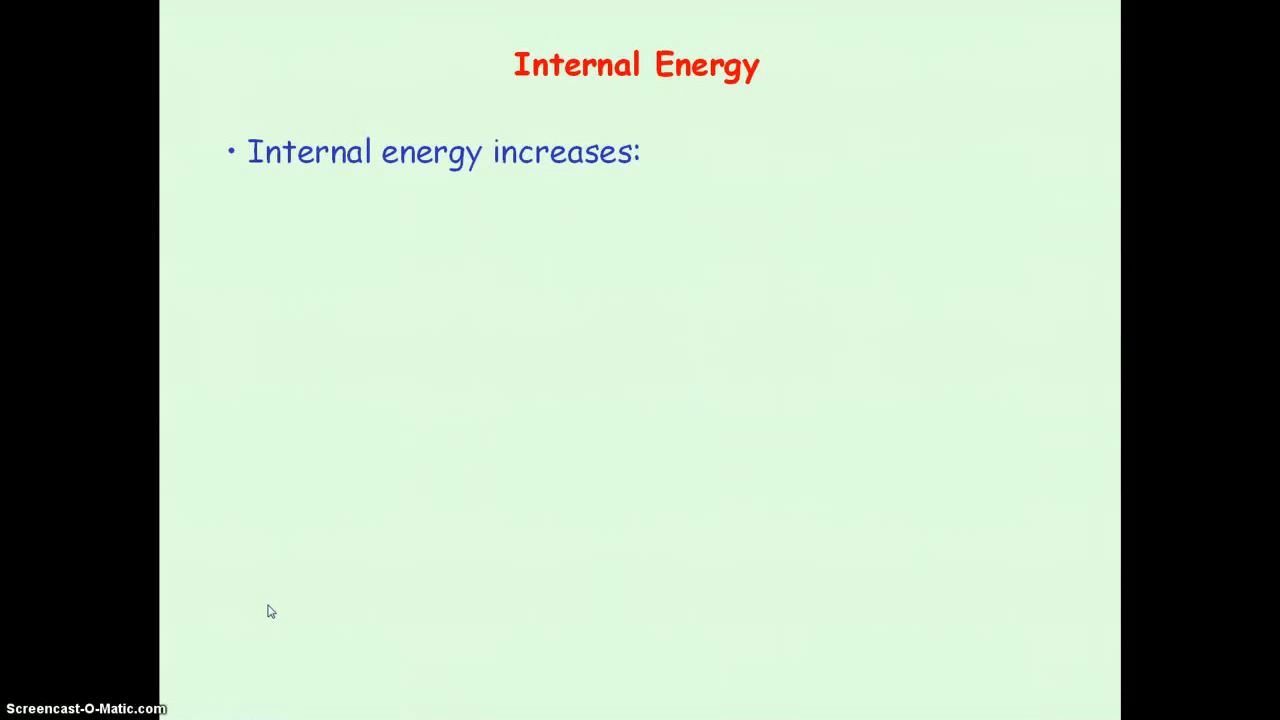 Internal Energy
• Internal energy increases:
Screencast-O-Matic.com